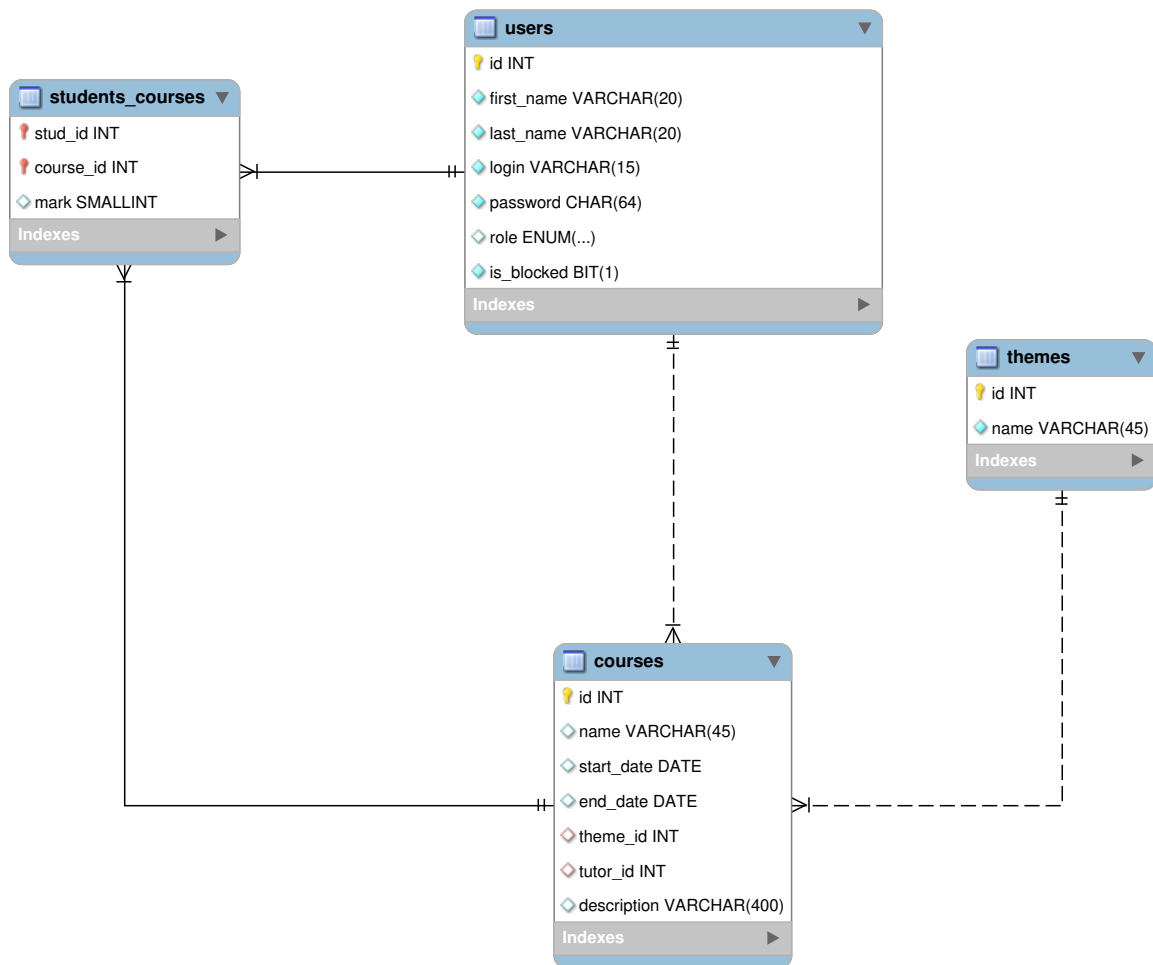 users
id INT
first_name VARCHAR(20)
last_name VARCHAR(20)
login VARCHAR(15)
password CHAR(64)
role ENUM(...)
is_blocked BIT(1)
Indexes
students_courses
stud_id INT
course_id INT
mark SMALLINT
Indexes
themes
id INT
name VARCHAR(45)
Indexes
courses
id INT
name VARCHAR(45)
start_date DATE
end_date DATE
theme_id INT
tutor_id INT
description VARCHAR(400)
Indexes